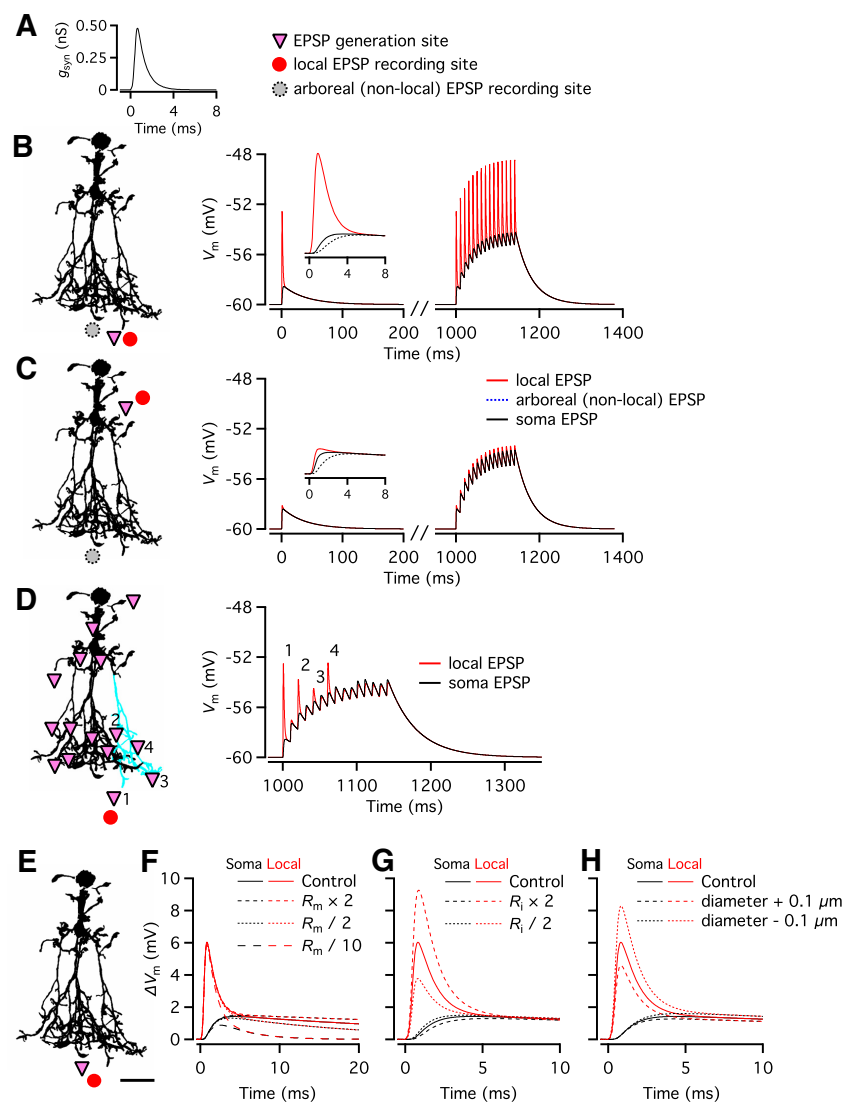 A
0.50
0.25
0
g_syn (nS)
0 4 8
Time (ms)
EPSP generation site
local EPSP recording site
arboreal (non-local) EPSP recording site
B
-48
-52
-56
-60
V_m (mV)
0 4 8
0 100 200 // 1000 1200 1400
Time (ms)
C
-48
-52
-56
-60
V_m (mV)
local EPSP
arboreal (non-local) EPSP
soma EPSP
0 4 8
0 100 200 // 1000 1200 1400
Time (ms)
D
2
4
3
1
-48
-52
-56
-60
V_m (mV)
1
2
3
4
local EPSP
soma EPSP
1000 1100 1200 1300
Time (ms)
E
F
Soma Local
Control
R_m × 2
R_m / 2
R_m / 10
10
8
6
4
2
0
ΔV_m (mV)
0 10 20
Time (ms)
G
Soma Local
Control
R_i × 2
R_i / 2
10
8
6
4
2
0
0 5 10
Time (ms)
H
Soma Local
Control
diameter + 0.1 µm
diameter - 0.1 µm
0 5 10
Time (ms)